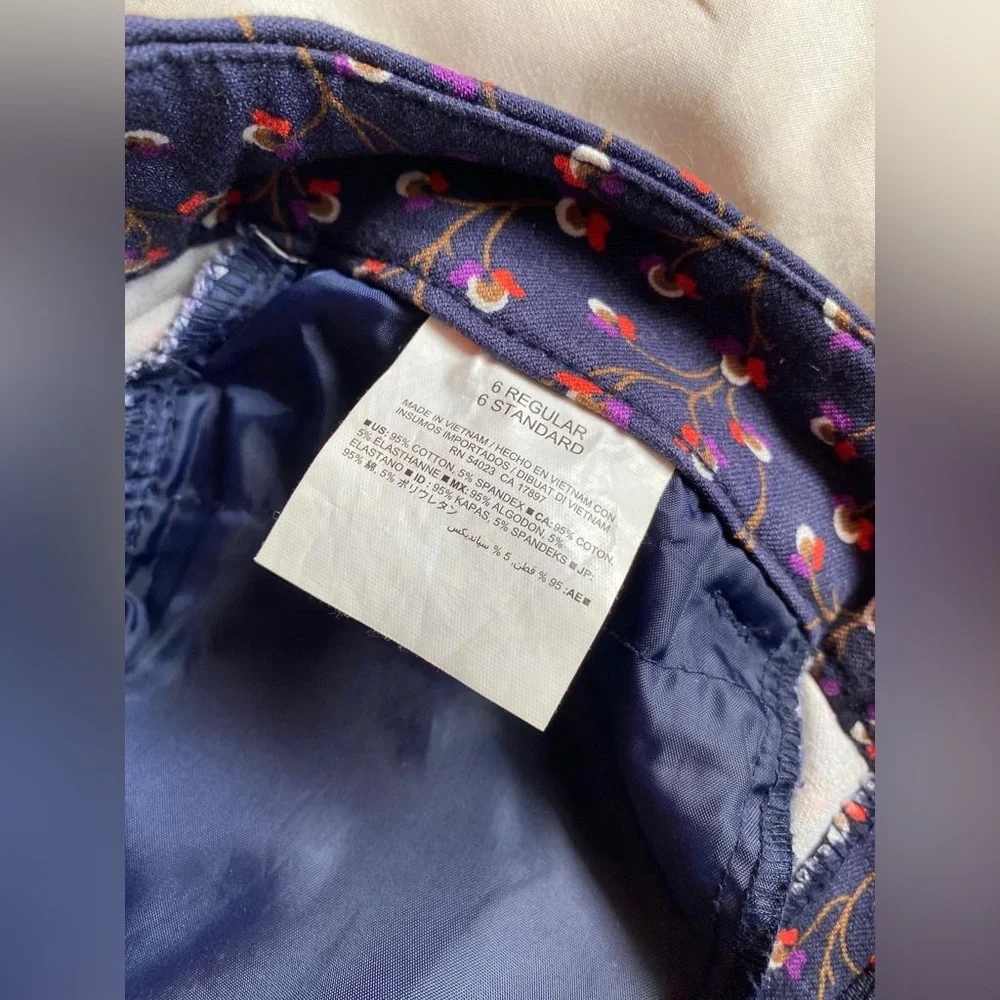 6 REGULAR
6 STANDARD
MADE IN VIETNAM / HECHO EN VIETNAM CON
INSUMOS IMPORTADOS / DIBUAT DI VIETNAM
RN 54023 CA 17897
■US: 95% COTTON, 5% SPANDEX ■ CA: 95% COTON,
5% ÉLASTHANNE ■ MX: 95% ALGODON, 5%
ELASTANO ■ ID : 95% KAPAS, 5% SPANDEKS ■ JP:
95% 綿, 5% ポリウレタン
■AE: 95 % قطن، 5 % سبانديكس